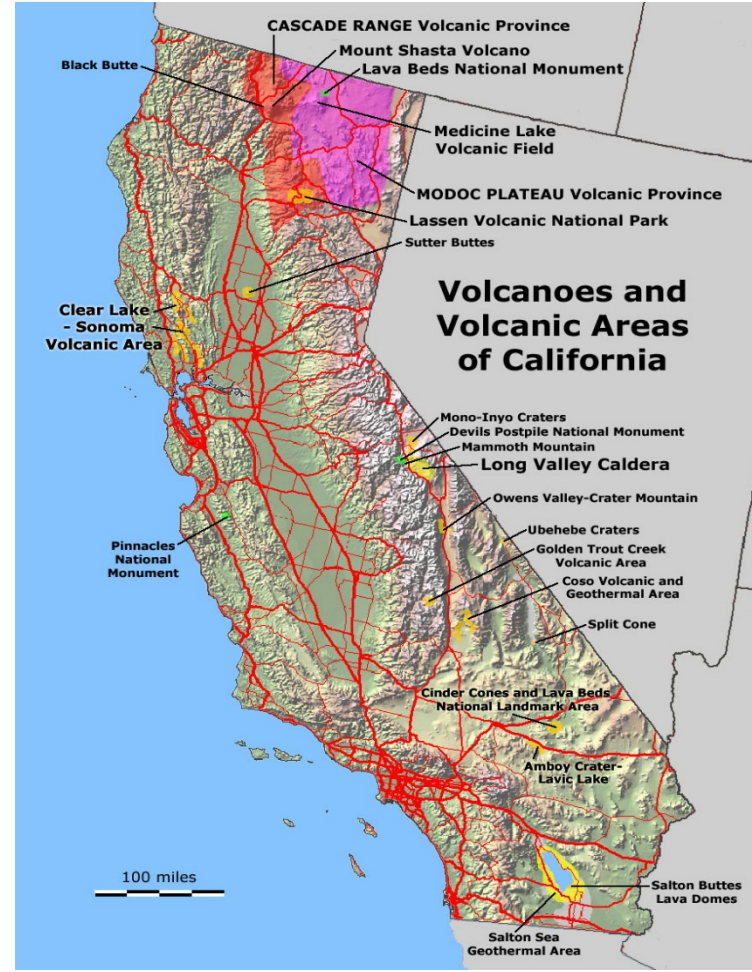 CASCADE RANGE Volcanic Province
Mount Shasta Volcano
Black Butte
Lava Beds National Monument
Medicine Lake
Volcanic Field
MODOC PLATEAU Volcanic Province
Lassen Volcanic National Park
Sutter Buttes
Volcanoes and
Volcanic Areas
of California
Clear Lake
- Sonoma
Volcanic Area
Mono-Inyo Craters
Devils Postpile National Monument
Mammoth Mountain
Long Valley Caldera
Owens Valley-Crater Mountain
Ubehebe Craters
Pinnacles
National
Monument
Golden Trout Creek
Volcanic Area
Coso Volcanic and
Geothermal Area
Split Cone
Cinder Cones and Lava Beds
National Landmark Area
Amboy Crater-
Lavic Lake
100 miles
Salton Buttes
Lava Domes
Salton Sea
Geothermal Area